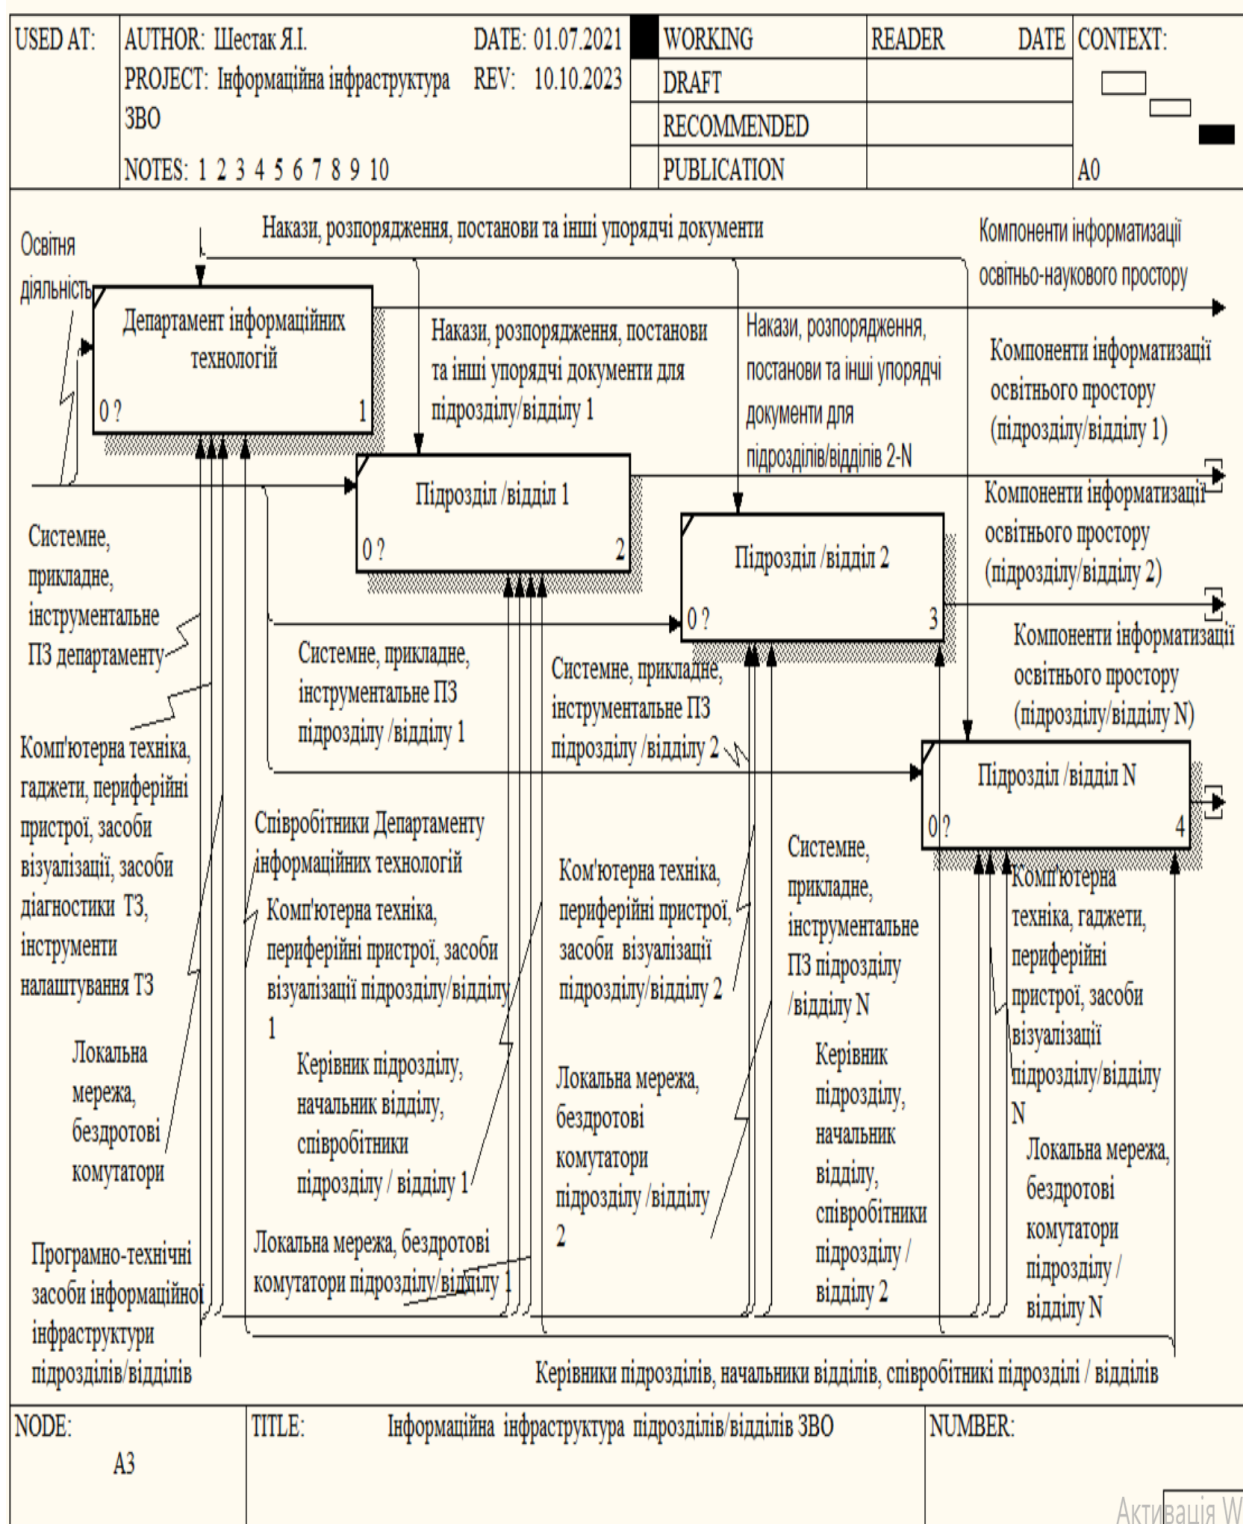 USED AT:
AUTHOR: Шестак Я.І.
DATE: 01.07.2021
PROJECT: Інформаційна інфраструктура
ЗВО
REV: 10.10.2023
NOTES: 1 2 3 4 5 6 7 8 9 10
WORKING
DRAFT
RECOMMENDED
PUBLICATION
READER
DATE
CONTEXT:
A0
Освітня
діяльність
Накази, розпорядження, постанови та інші упорядчі документи
Компоненти інформатизації
освітньо-наукового простору
Департамент інформаційних
технологій
0 ?
1
Накази, розпорядження, постанови
та інші упорядчі документи для
підрозділу/відділу 1
Накази, розпорядження,
постанови та інші упорядчі
документи для
підрозділів/відділів 2-N
Компоненти інформатизації
освітнього простору
(підрозділу/відділу 1)
Підрозділ /відділ 1
0 ?
2
Компоненти інформатизації
освітнього простору
(підрозділу/відділу 2)
Підрозділ /відділ 2
0 ?
3
Системне,
прикладне,
інструментальне
ПЗ департаменту
Системне, прикладне,
інструментальне ПЗ
підрозділу /відділу 1
Системне, прикладне,
інструментальне ПЗ
підрозділу /відділу 2
Компоненти інформатизації
освітнього простору
(підрозділу/відділу N)
Підрозділ /відділ N
0 ?
4
Комп'ютерна техніка,
гаджети, периферійні
пристрої, засоби
візуалізації, засоби
діагностики ТЗ,
інструменти
налаштування ТЗ
Співробітники Департаменту
інформаційних технологій
Комп'ютерна техніка,
периферійні пристрої, засоби
візуалізації підрозділу/відділу
1
Ком'ютерна техніка,
периферійні пристрої,
засоби візуалізації
підрозділу/відділу 2
Системне,
прикладне,
інструментальне
ПЗ підрозділу
/відділу N
Комп'ютерна
техніка, гаджети,
периферійні
пристрої, засоби
візуалізації
підрозділу/відділу
N
Локальна
мережа,
бездротові
комутатори
Керівник підрозділу,
начальник відділу,
співробітники
підрозділу / відділу 1
Локальна мережа,
бездротові
комутатори
підрозділу /відділу
2
Керівник
підрозділу,
начальник
відділу,
співробітники
підрозділу /
відділу 2
Локальна мережа,
бездротові
комутатори
підрозділу /
відділу N
Програмно-технічні
засоби інформаційної
інфраструктури
підрозділів/відділів
Локальна мережа, бездротові
комутатори підрозділу/відділу 1
Керівники підрозділів, начальники відділів, співробітникі підрозділі / відділів
NODE:
A3
TITLE:
Інформаційна інфраструктура підрозділів/відділів ЗВО
NUMBER:
Активація W